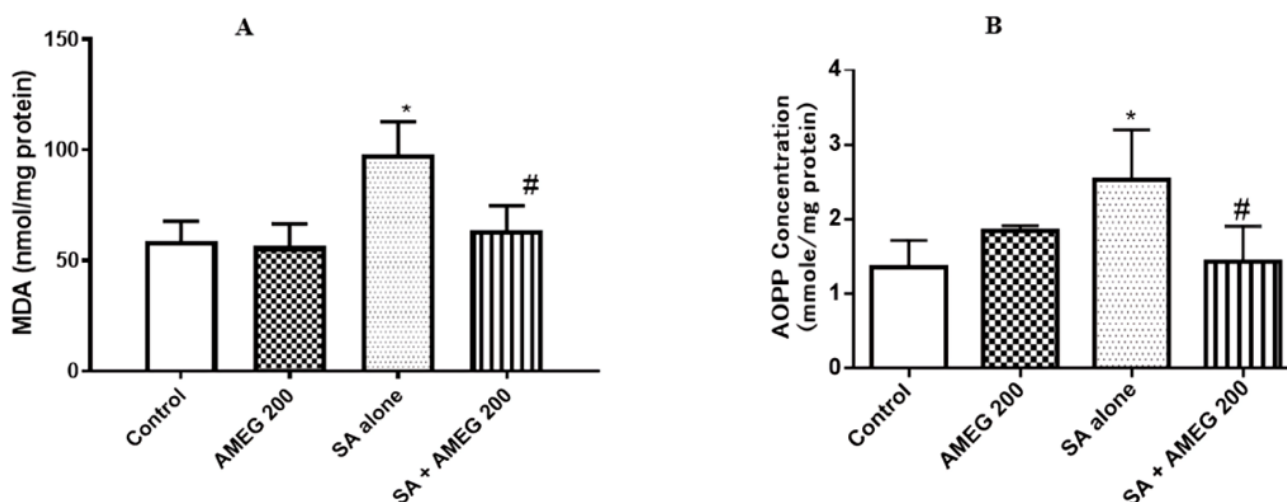 A
MDA (nmol/mg protein)
150
100
50
0
*
#
Control
AMEG 200
SA alone
SA + AMEG 200
B
AOPP Concentration
(mmole/mg protein)
4
3
2
1
0
*
#
Control
AMEG 200
SA alone
SA + AMEG 200